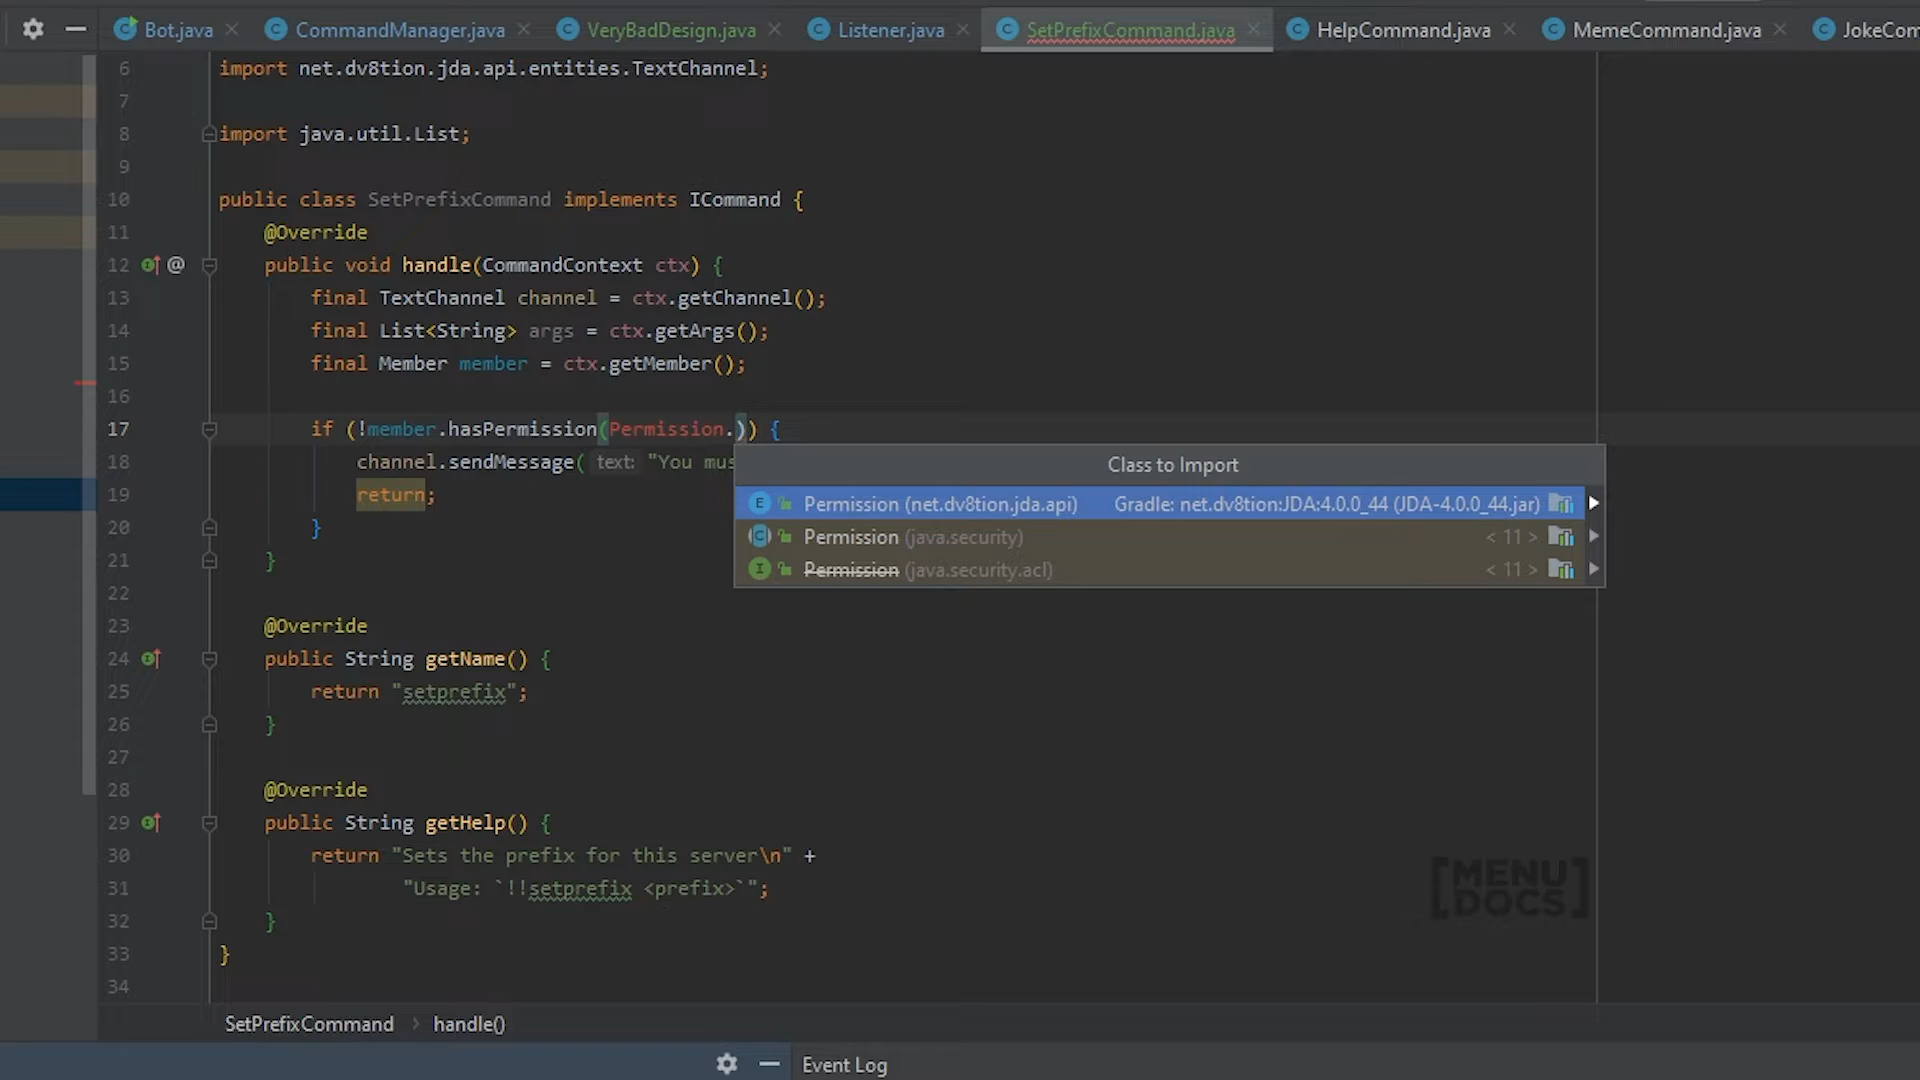 Bot.java CommandManager.java VeryBadDesign.java Listener.java SetPrefixCommand.java HelpCommand.java MemeCommand.java JokeCom
6 import net.dv8tion.jda.api.entities.TextChannel;
7
8 import java.util.List;
9
10 public class SetPrefixCommand implements ICommand {
11 @Override
12 @ public void handle(CommandContext ctx) {
13 final TextChannel channel = ctx.getChannel();
14 final List<String> args = ctx.getArgs();
15 final Member member = ctx.getMember();
16
17 if (!member.hasPermission(Permission.)) {
18 channel.sendMessage( text: "You mus
Class to Import
19 return;
Permission (net.dv8tion.jda.api) Gradle: net.dv8tion:JDA:4.0.0_44 (JDA-4.0.0_44.jar)
20 }
Permission (java.security) < 11 >
21 }
Permission (java.security.acl) < 11 >
22
23 @Override
24 public String getName() {
25 return "setprefix";
26 }
27
28 @Override
29 public String getHelp() {
30 return "Sets the prefix for this server\n" +
31 "Usage: `!!setprefix <prefix>`";
32 }
33 }
34
[MENU
DOCS]
SetPrefixCommand > handle()
Event Log